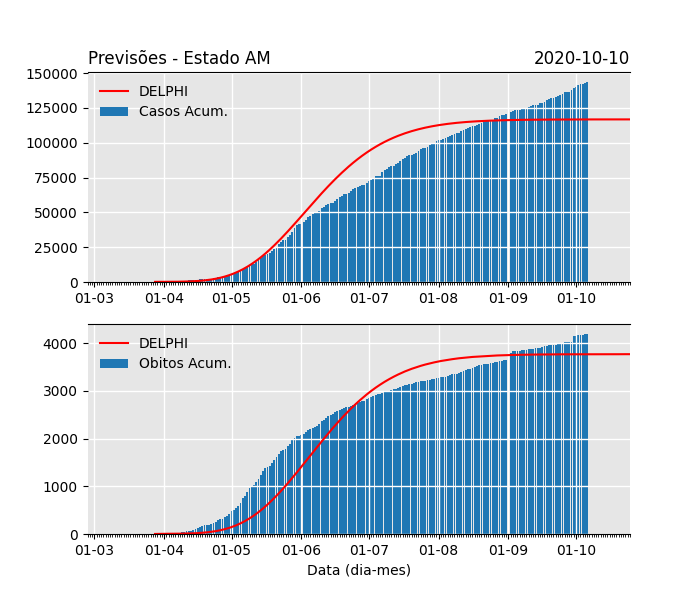 Previsões - Estado AM 2020-10-10
150000
DELPHI
Casos Acum.
125000
100000
75000
50000
25000
0
01-03 01-04 01-05 01-06 01-07 01-08 01-09 01-10
DELPHI
Obitos Acum.
4000
3000
2000
1000
0
01-03 01-04 01-05 01-06 01-07 01-08 01-09 01-10
Data (dia-mes)